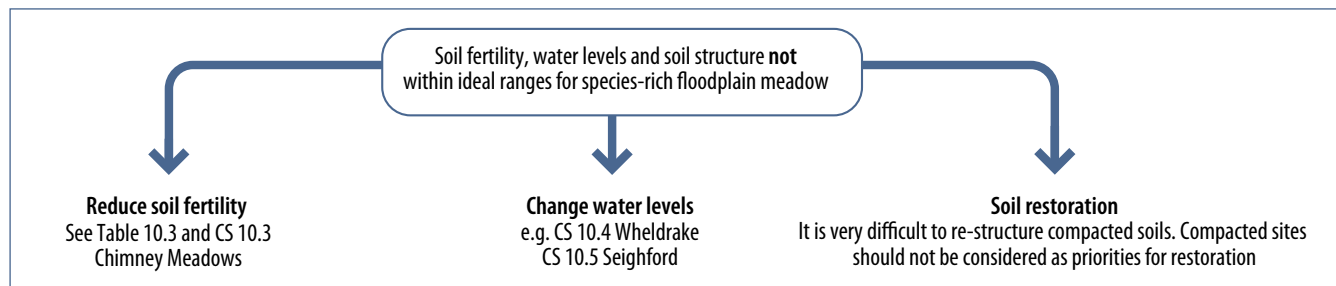 Soil fertility, water levels and soil structure not
within ideal ranges for species-rich floodplain meadow
Reduce soil fertility
See Table 10.3 and CS 10.3
Chimney Meadows
Change water levels
e.g. CS 10.4 Wheldrake
CS 10.5 Seighford
Soil restoration
It is very difficult to re-structure compacted soils. Compacted sites
should not be considered as priorities for restoration